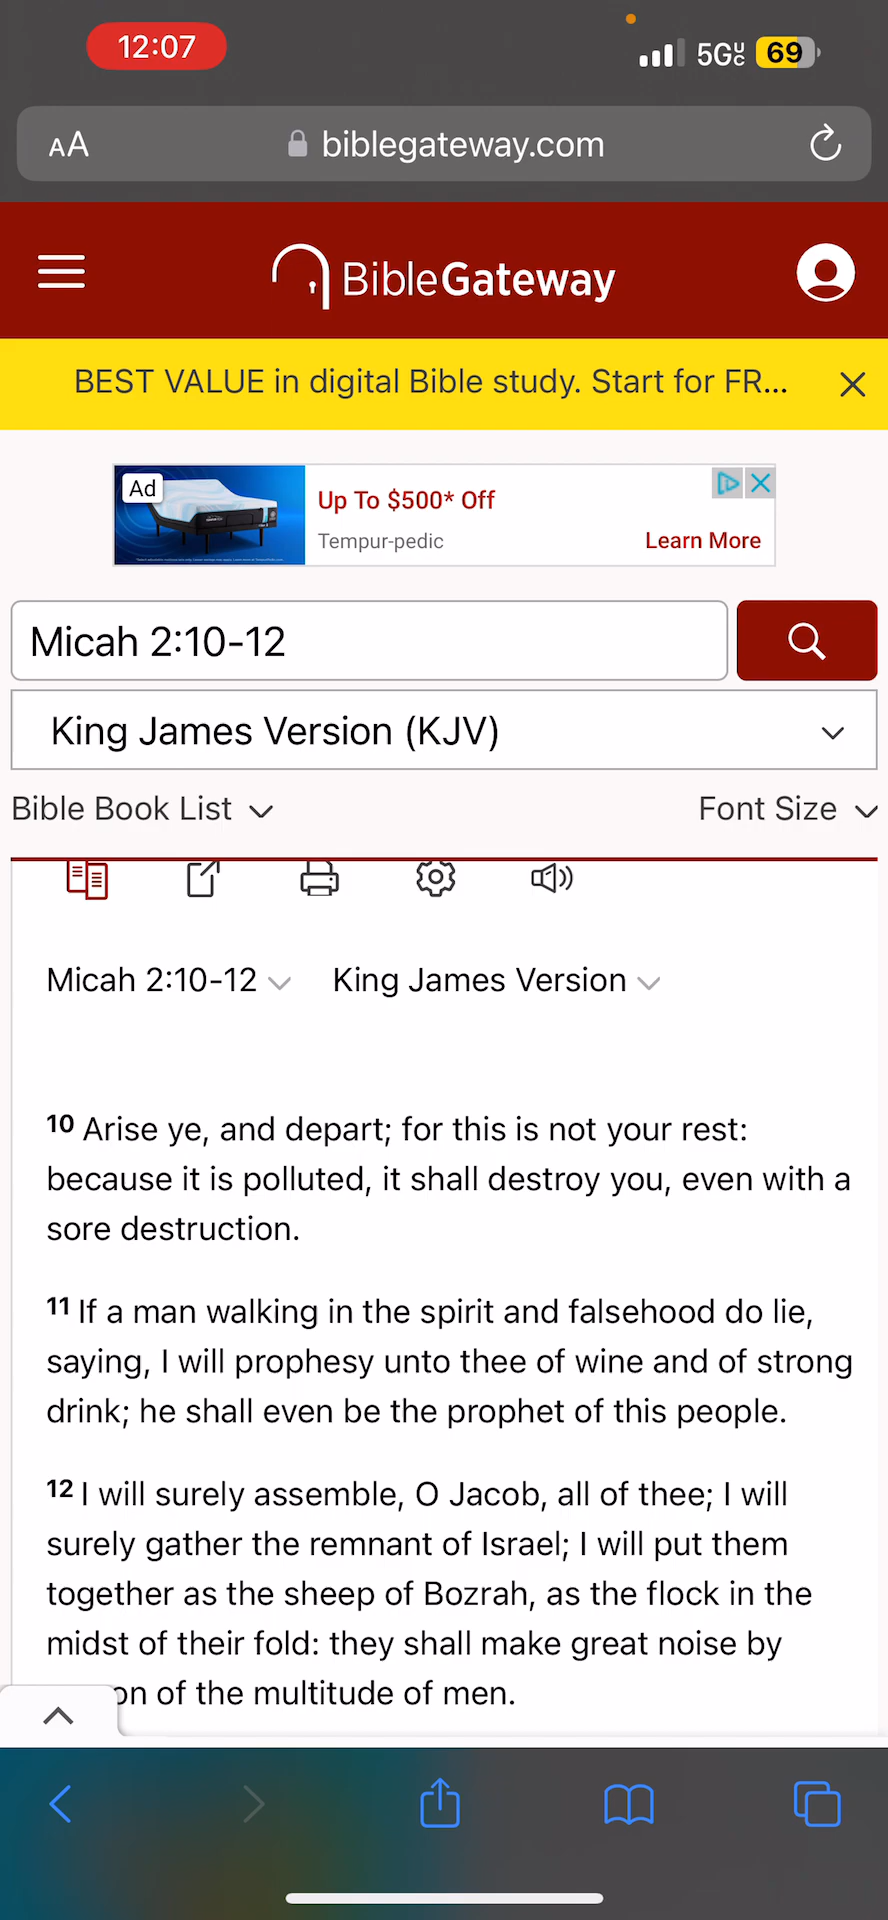 12:07
5G UC 69
AA biblegateway.com
BibleGateway
BEST VALUE in digital Bible study. Start for FR...
Ad
Up To $500* Off
Tempur-pedic
Learn More
Micah 2:10-12
King James Version (KJV)
Bible Book List Font Size
Micah 2:10-12 King James Version
10 Arise ye, and depart; for this is not your rest:
because it is polluted, it shall destroy you, even with a
sore destruction.
11 If a man walking in the spirit and falsehood do lie,
saying, I will prophesy unto thee of wine and of strong
drink; he shall even be the prophet of this people.
12 I will surely assemble, O Jacob, all of thee; I will
surely gather the remnant of Israel; I will put them
together as the sheep of Bozrah, as the flock in the
midst of their fold: they shall make great noise by
on of the multitude of men.